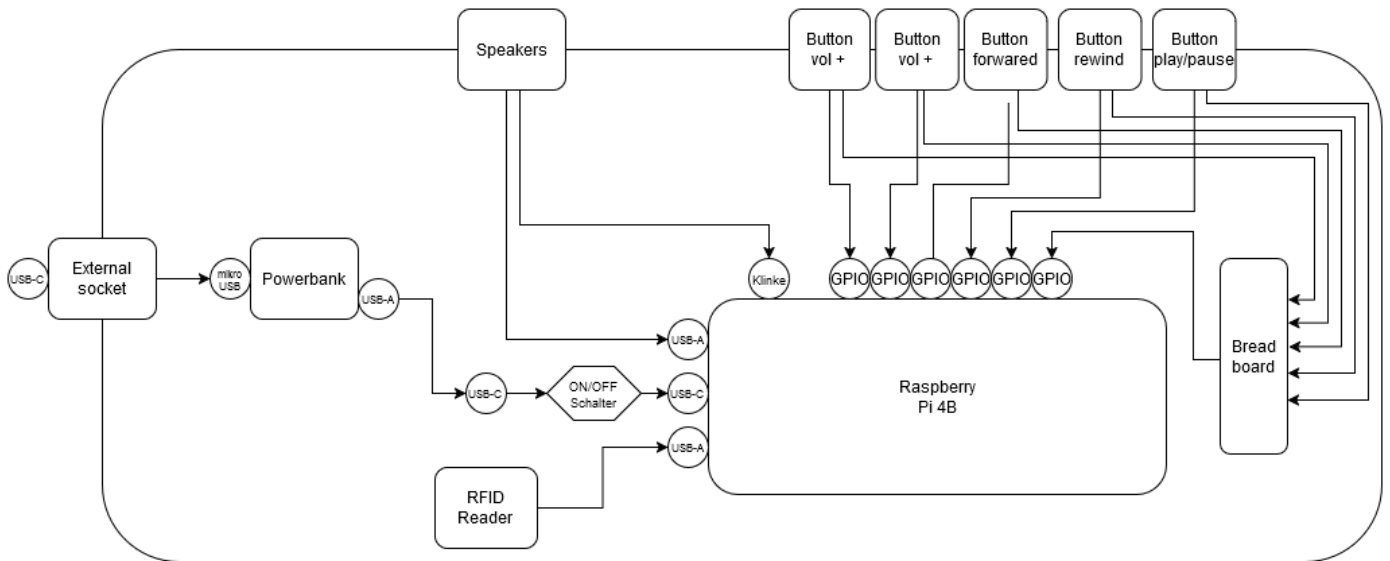 Speakers
Button
vol +
Button
vol +
Button
forwared
Button
rewind
Button
play/pause
USB-C
External
socket
mikro
USB
Powerbank
USB-A
Klinke
GPIO
GPIO
GPIO
GPIO
GPIO
GPIO
USB-A
USB-C
ON/OFF
Schalter
USB-C
USB-A
Raspberry
Pi 4B
Bread
board
RFID
Reader